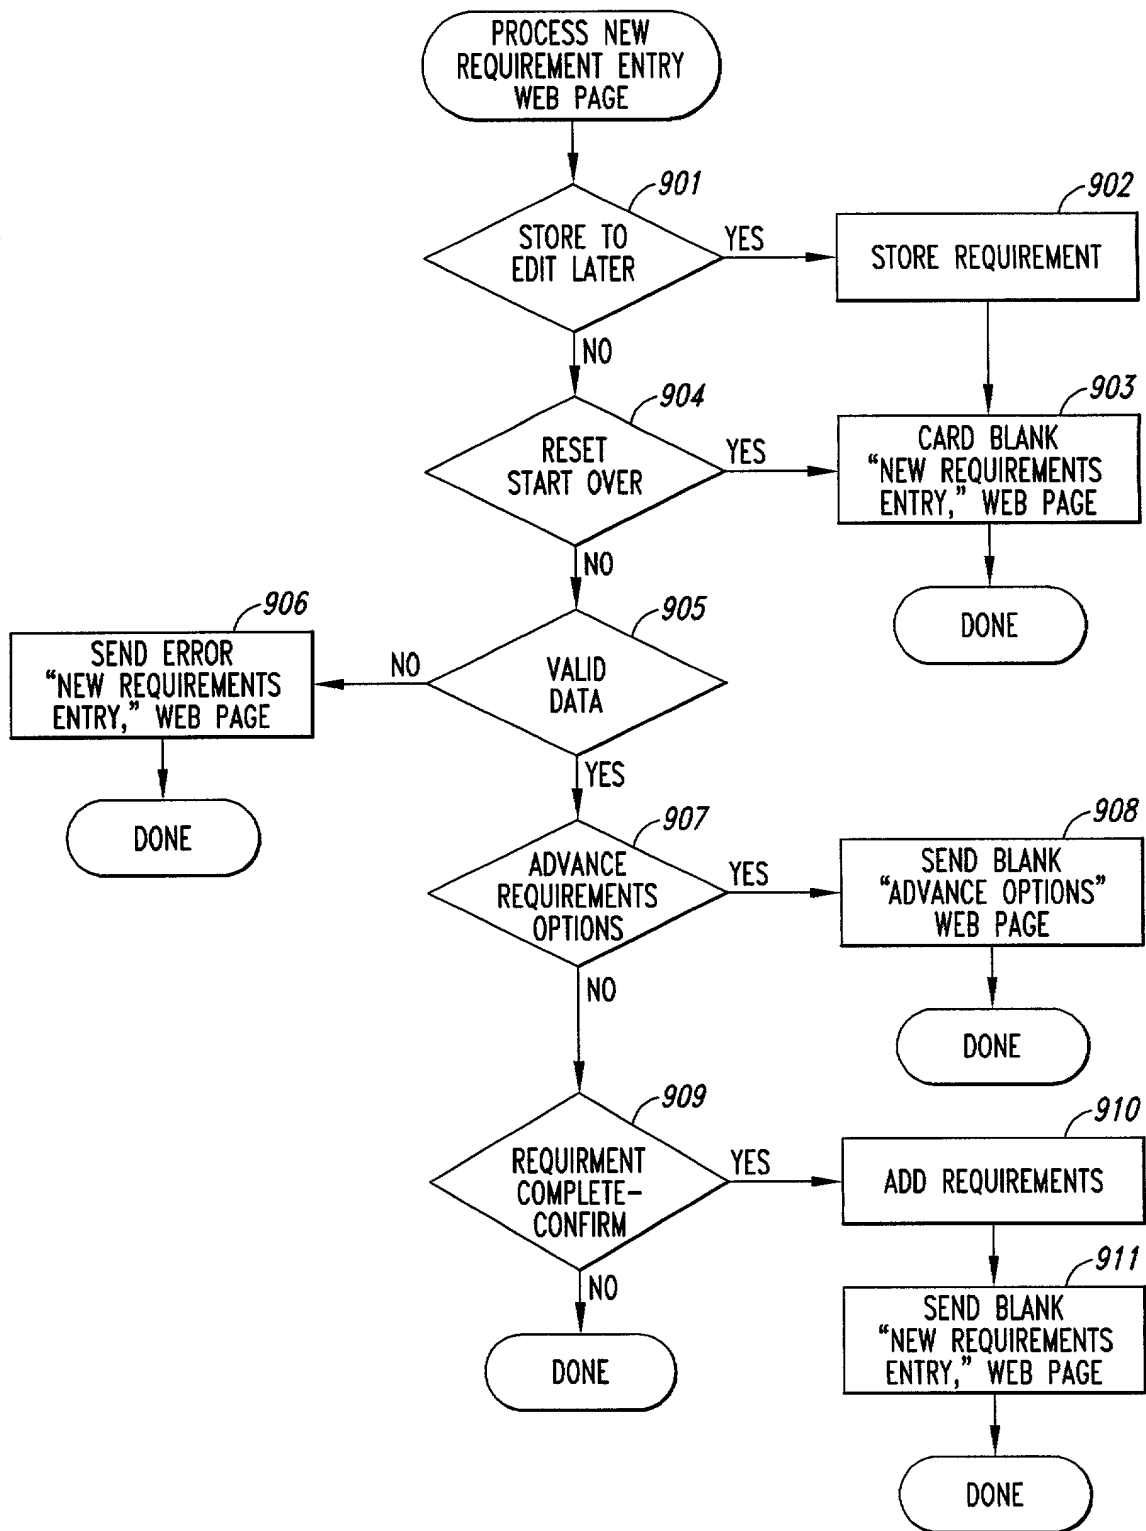 PROCESS NEW
REQUIREMENT ENTRY
WEB PAGE
901
STORE TO
EDIT LATER
YES
902
STORE REQUIREMENT
NO
904
RESET
START OVER
YES
903
CARD BLANK
“NEW REQUIREMENTS
ENTRY,” WEB PAGE
DONE
NO
905
VALID
DATA
NO
906
SEND ERROR
“NEW REQUIREMENTS
ENTRY,” WEB PAGE
DONE
YES
907
ADVANCE
REQUIREMENTS
OPTIONS
YES
908
SEND BLANK
“ADVANCE OPTIONS”
WEB PAGE
DONE
NO
909
REQUIRMENT
COMPLETE–
CONFIRM
YES
910
ADD REQUIREMENTS
911
SEND BLANK
“NEW REQUIREMENTS
ENTRY,” WEB PAGE
DONE
NO
DONE